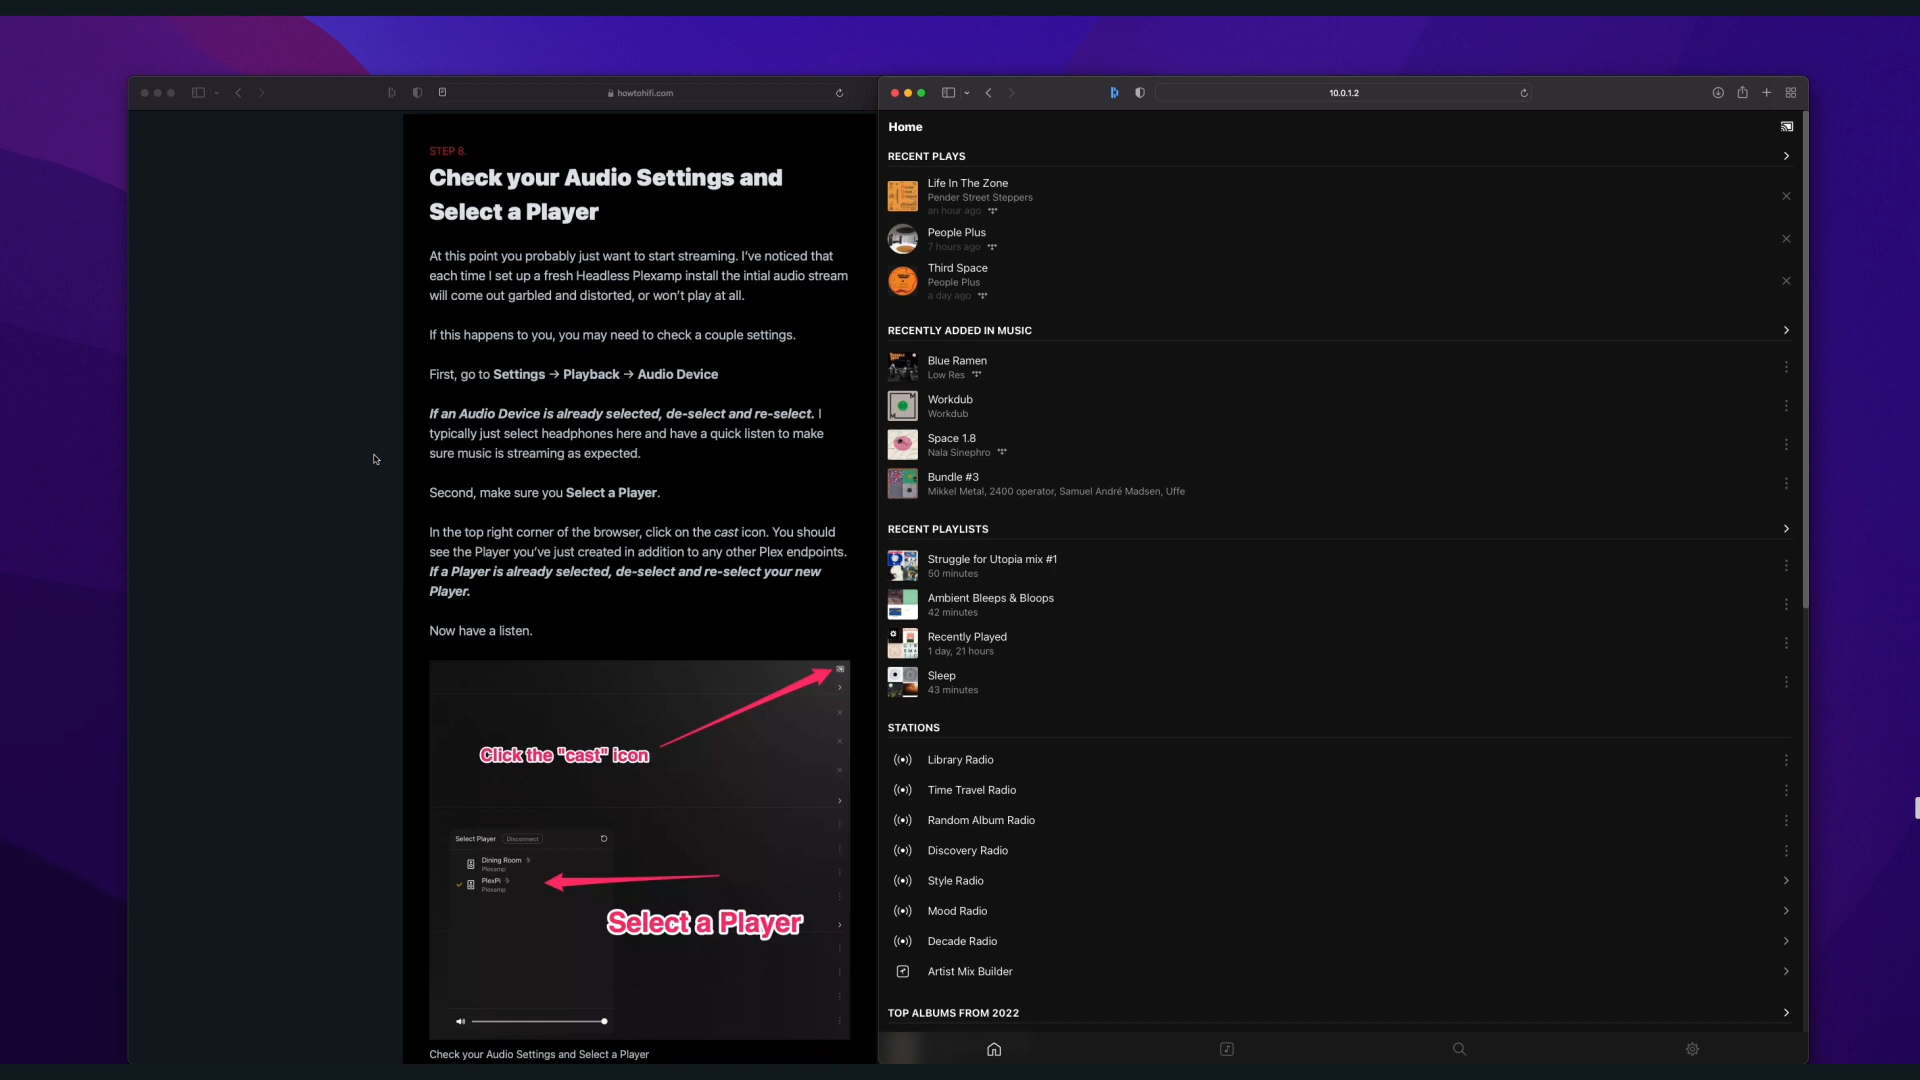 howtohifi.com
STEP 8.
Check your Audio Settings and
Select a Player
At this point you probably just want to start streaming. I've noticed that
each time I set up a fresh Headless Plexamp install the intial audio stream
will come out garbled and distorted, or won't play at all.
If this happens to you, you may need to check a couple settings.
First, go to Settings → Playback → Audio Device
If an Audio Device is already selected, de-select and re-select. I
typically just select headphones here and have a quick listen to make
sure music is streaming as expected.
Second, make sure you Select a Player.
In the top right corner of the browser, click on the cast icon. You should
see the Player you've just created in addition to any other Plex endpoints.
If a Player is already selected, de-select and re-select your new
Player.
Now have a listen.
Click the "cast" icon
Select Player Disconnect
Dining Room
Plexamp
PlexPi
Plexamp
Select a Player
Check your Audio Settings and Select a Player
10.0.1.2
Home
RECENT PLAYS
Life In The Zone
Pender Street Steppers
an hour ago
People Plus
7 hours ago
Third Space
People Plus
a day ago
RECENTLY ADDED IN MUSIC
Blue Ramen
Low Res
Workdub
Workdub
Space 1.8
Nala Sinephro
Bundle #3
Mikkel Metal, 2400 operator, Samuel André Madsen, Uffe
RECENT PLAYLISTS
Struggle for Utopia mix #1
50 minutes
Ambient Bleeps & Bloops
42 minutes
Recently Played
1 day, 21 hours
Sleep
43 minutes
STATIONS
Library Radio
Time Travel Radio
Random Album Radio
Discovery Radio
Style Radio
Mood Radio
Decade Radio
Artist Mix Builder
TOP ALBUMS FROM 2022